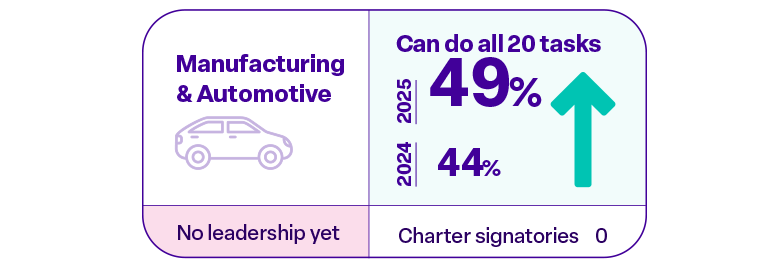 Manufacturing
& Automotive
Can do all 20 tasks
2025
49%
2024
44%
No leadership yet
Charter signatories 0